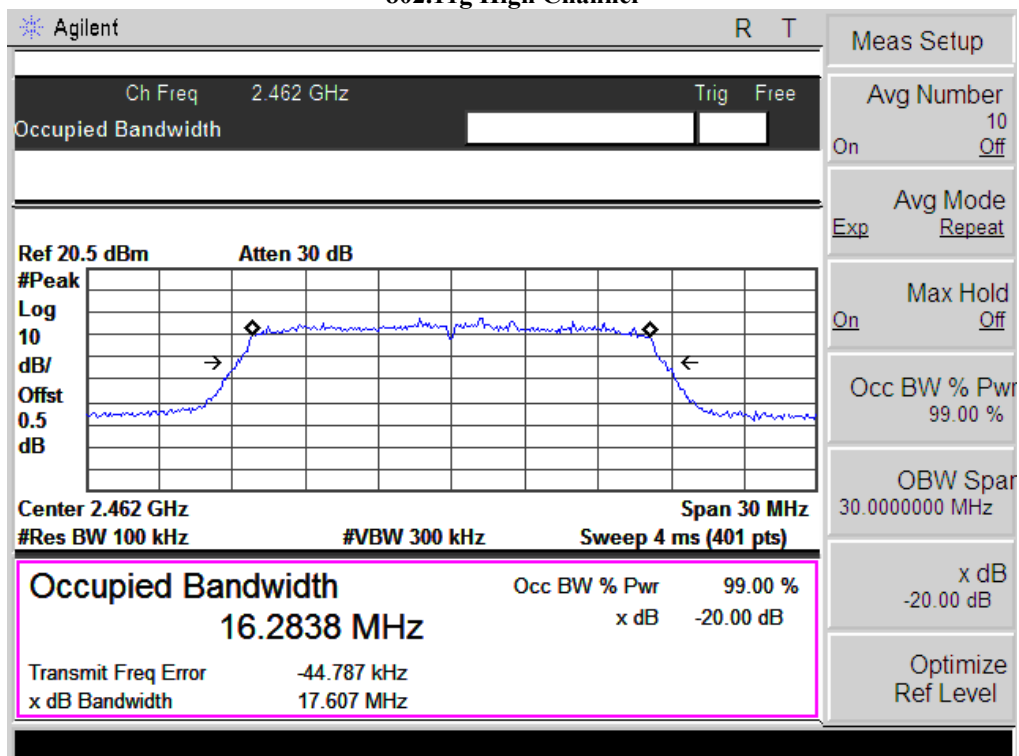 802.11g High Channel
Agilent R T
Ch Freq 2.462 GHz Trig Free
Occupied Bandwidth
Ref 20.5 dBm Atten 30 dB
#Peak
Log
10
dB/
Offst
0.5
dB
Center 2.462 GHz Span 30 MHz
#Res BW 100 kHz #VBW 300 kHz Sweep 4 ms (401 pts)
Occupied Bandwidth
16.2838 MHz
Occ BW % Pwr 99.00 %
x dB -20.00 dB
Transmit Freq Error -44.787 kHz
x dB Bandwidth 17.607 MHz
Meas Setup
Avg Number
10
On Off
Avg Mode
Exp Repeat
Max Hold
On Off
Occ BW % Pwr
99.00 %
OBW Span
30.0000000 MHz
x dB
-20.00 dB
Optimize
Ref Level